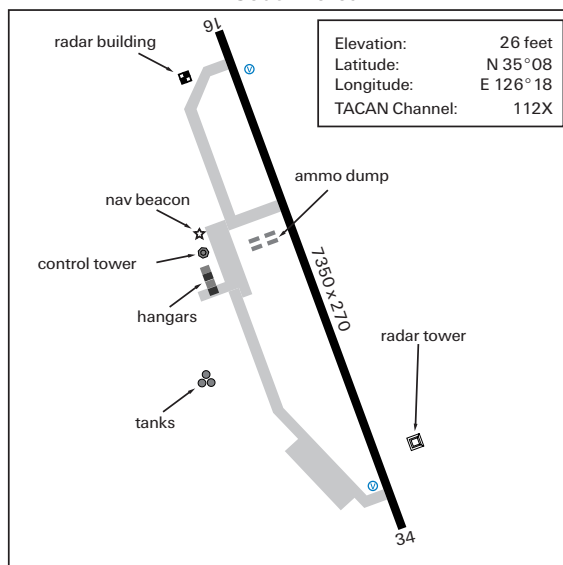 16
radar building
Elevation: 26 feet
Latitude: N 35°08
Longitude: E 126°18
TACAN Channel: 112X
V
ammo dump
nav beacon
control tower
7350 x 270
hangars
radar tower
tanks
V
34